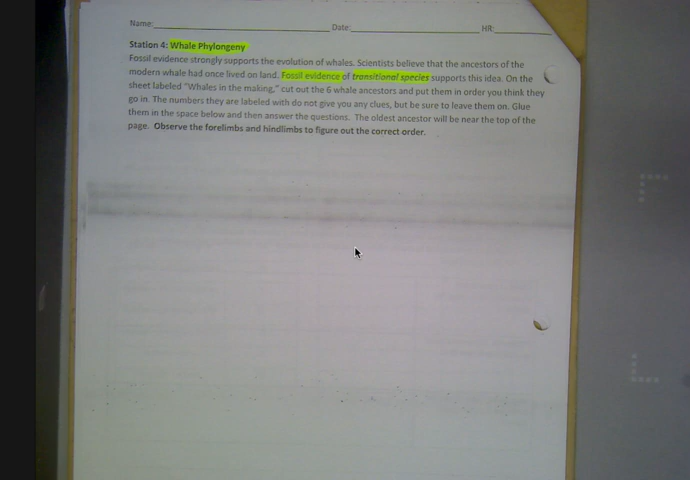 Name: Date: HR:
Station 4: Whale Phylongeny
Fossil evidence strongly supports the evolution of whales. Scientists believe that the ancestors of the
modern whale had once lived on land. Fossil evidence of transitional species supports this idea. On the
sheet labeled "Whales in the making," cut out the 6 whale ancestors and put them in order you think they
go in. The numbers they are labeled with do not give you any clues, but be sure to leave them on. Glue
them in the space below and then answer the questions. The oldest ancestor will be near the top of the
page. Observe the forelimbs and hindlimbs to figure out the correct order.